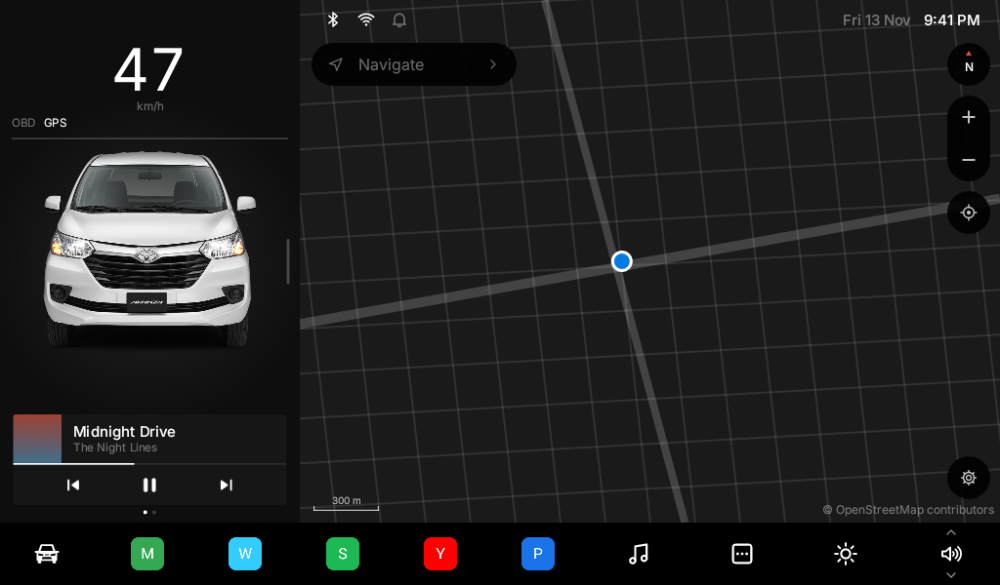 47
km/h
OBD GPS
AVANZA
Midnight Drive
The Night Lines
Fri 13 Nov 9:41 PM
Navigate
N
300 m
© OpenStreetMap contributors
M
W
S
Y
P